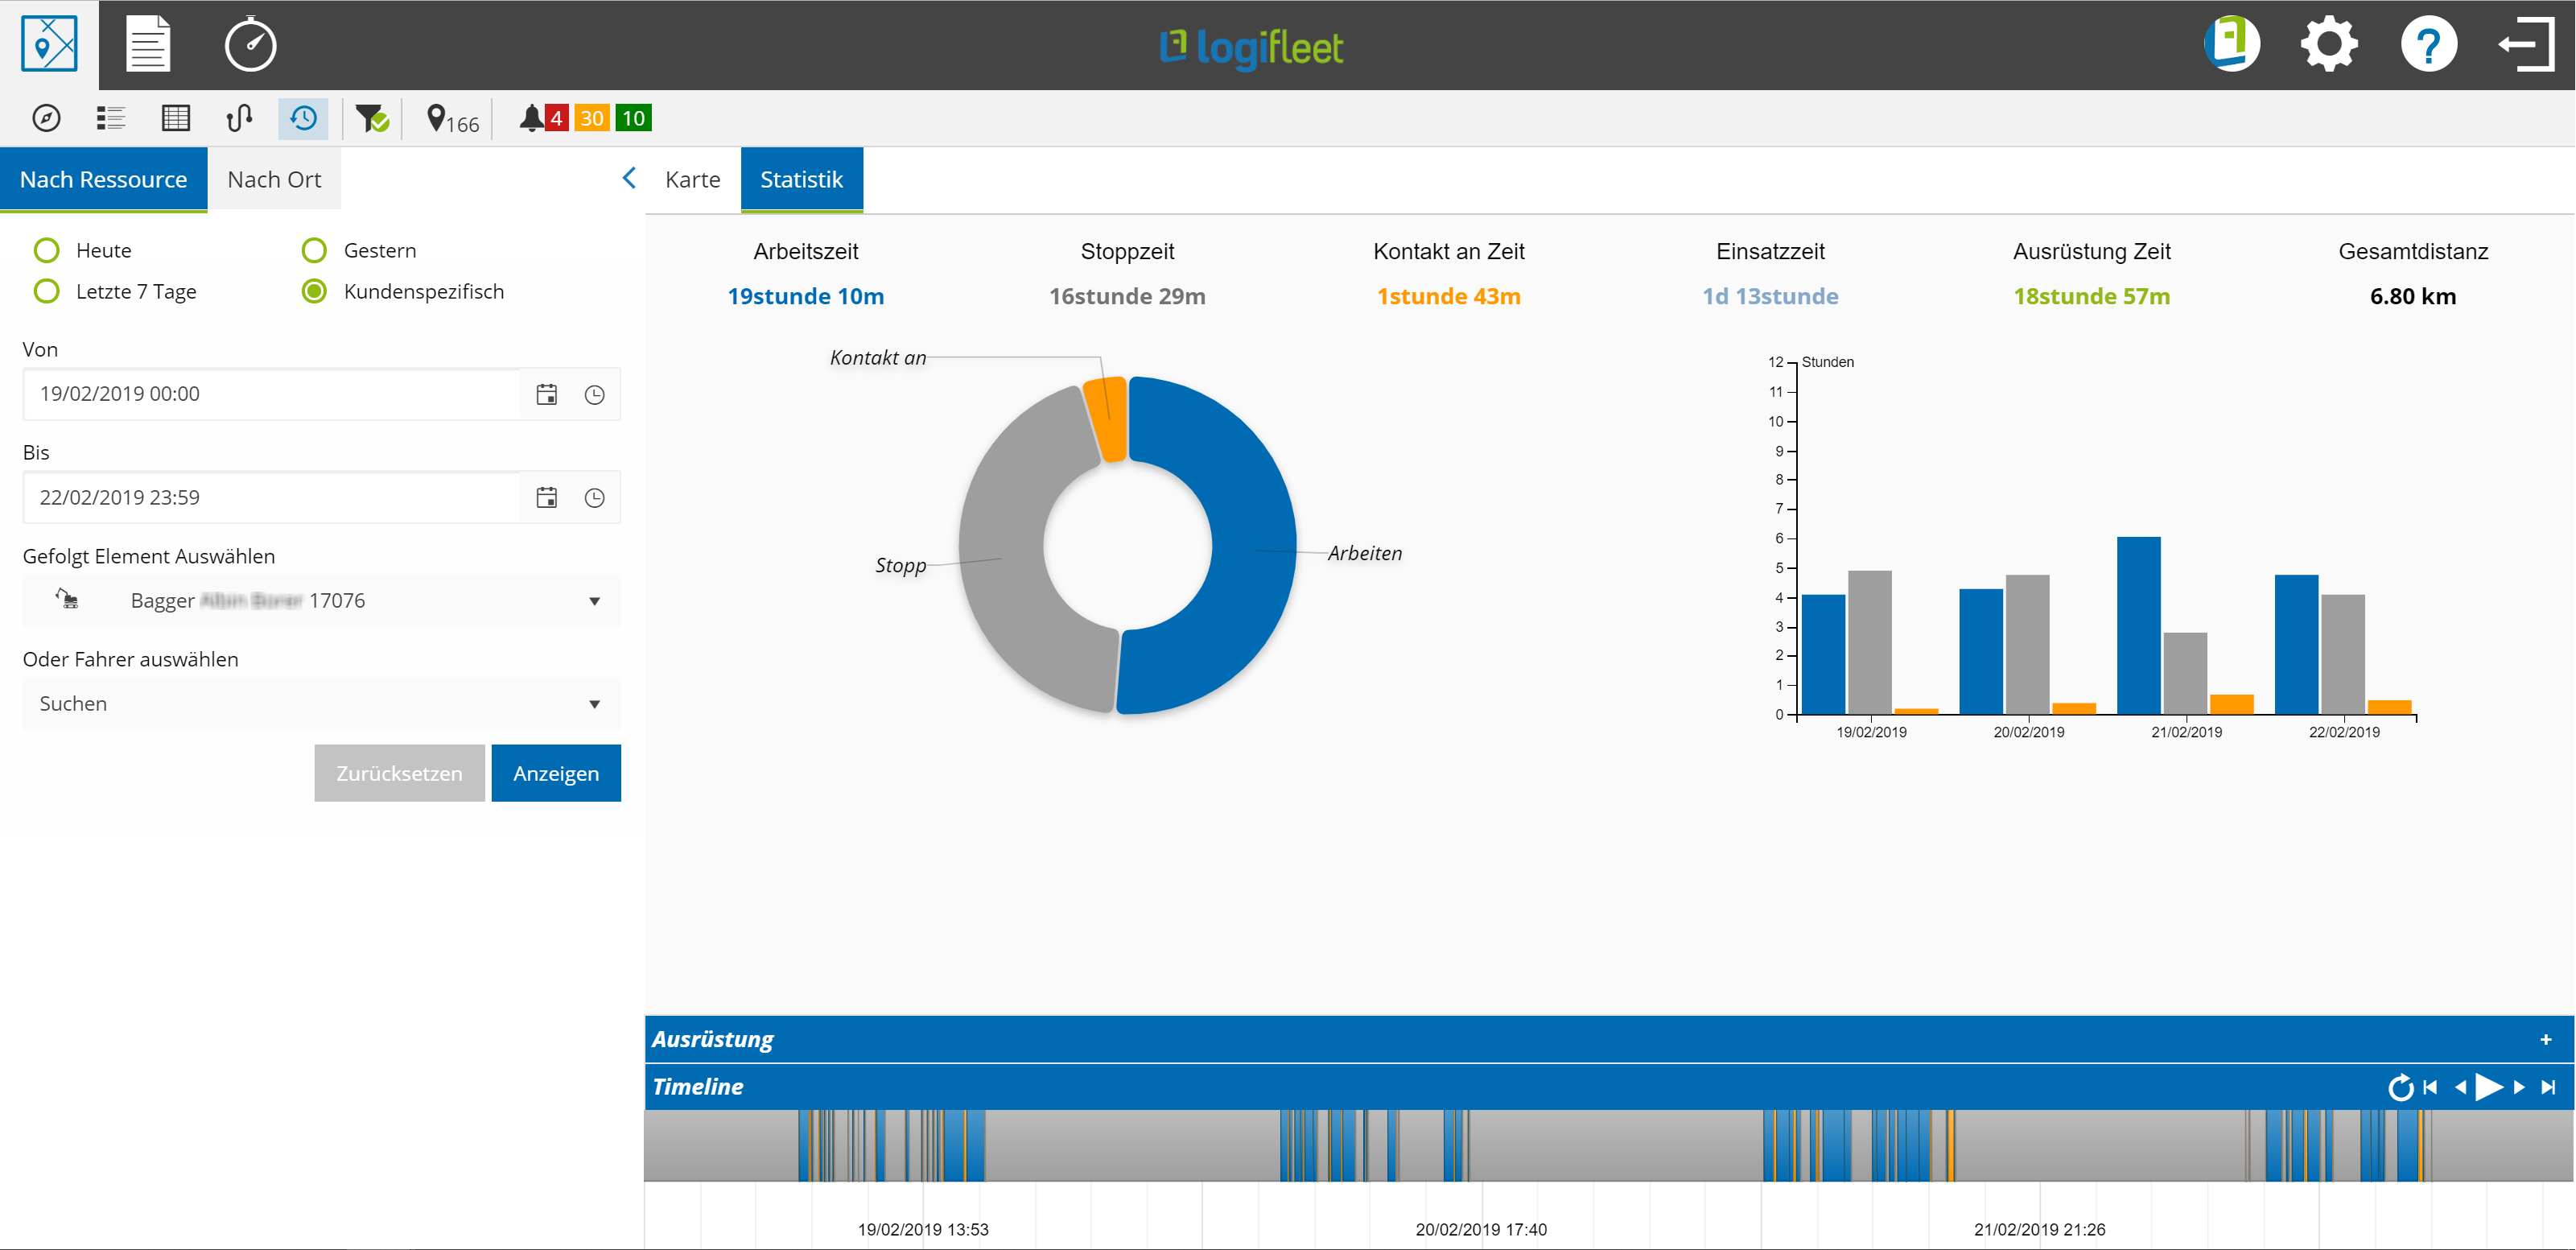 logifleet
166 4 30 10
Nach Ressource Nach Ort
Karte Statistik
Heute Gestern
Letzte 7 Tage Kundenspezifisch
Von
19/02/2019 00:00
Bis
22/02/2019 23:59
Gefolgt Element Auswählen
Bagger 17076
Oder Fahrer auswählen
Suchen
Zurücksetzen Anzeigen
Arbeitszeit Stoppzeit Kontakt an Zeit Einsatzzeit Ausrüstung Zeit Gesamtdistanz
19stunde 10m 16stunde 29m 1stunde 43m 1d 13stunde 18stunde 57m 6.80 km
Kontakt an
Stopp
Arbeiten
12 Stunden
11
10
9
8
7
6
5
4
3
2
1
0
19/02/2019 20/02/2019 21/02/2019 22/02/2019
Ausrüstung +
Timeline
19/02/2019 13:53 20/02/2019 17:40 21/02/2019 21:26